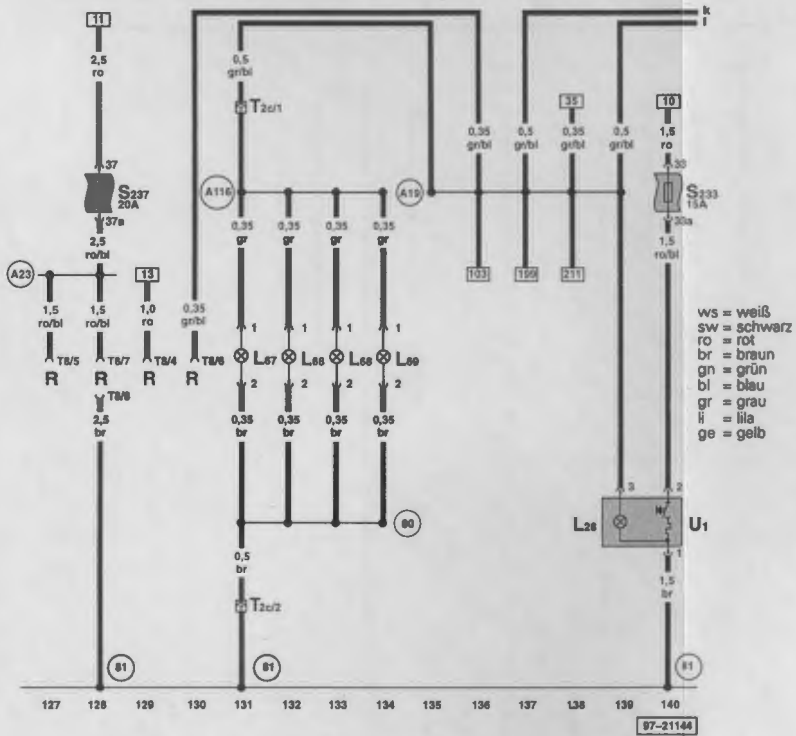 k
l
11
35
10
2,5
ro
0,5
gr/bl
T2c/1
0,35
gr/bl
0,5
gr/bl
0,35
gr/bl
0,5
gr/bl
1,5
ro
37
33
S237
20A
S233
15A
A116
A19
37a
33a
2,5
ro/bl
0,35
gr
0,35
gr
0,35
gr
0,35
gr
1,5
ro/bl
A23
13
103
199
211
1,5
ro/bl
1,5
ro/bl
1,0
ro
0,35
gr/bl
ws = weiß
sw = schwarz
ro = rot
br = braun
gn = grün
bl = blau
gr = grau
li = lila
ge = gelb
1
1
1
1
T8/5
T8/7
T8/4
T8/6
L67
L68
L68
L69
R
R
R
R
2
2
2
2
T8/8
2,5
br
0,35
br
0,35
br
0,35
br
0,35
br
3
2
L28
U1
80
1
0,5
br
1,5
br
T2c/2
81
81
81
127
128
129
130
131
132
133
134
135
136
137
138
139
140
97-21144